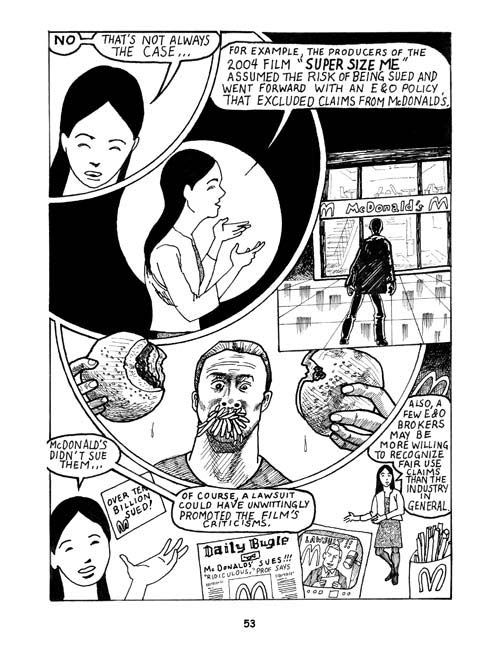 NO
THAT'S NOT ALWAYS
THE CASE...
FOR EXAMPLE, THE PRODUCERS OF THE
2004 FILM "SUPER SIZE ME"
ASSUMED THE RISK OF BEING SUED AND
WENT FORWARD WITH AN E&O POLICY
THAT EXCLUDED CLAIMS FROM McDONALD'S.
M McDonald's M
McDONALD'S
DIDN'T SUE
THEM...
OVER TEN
BILLION
SUED!
M
OF COURSE, A LAWSUIT
COULD HAVE UNWITTINGLY
PROMOTED THE FILM'S
CRITICISMS.
Daily Bugle
McDONALDS SUES!!!
"RIDICULOUS," PROF SAYS
M
LAWSUIT!!
M
ALSO, A
FEW E&O
BROKERS
MAY BE
MORE WILLING
TO RECOGNIZE
FAIR USE
CLAIMS
THAN THE
INDUSTRY
IN
GENERAL
M
M
53